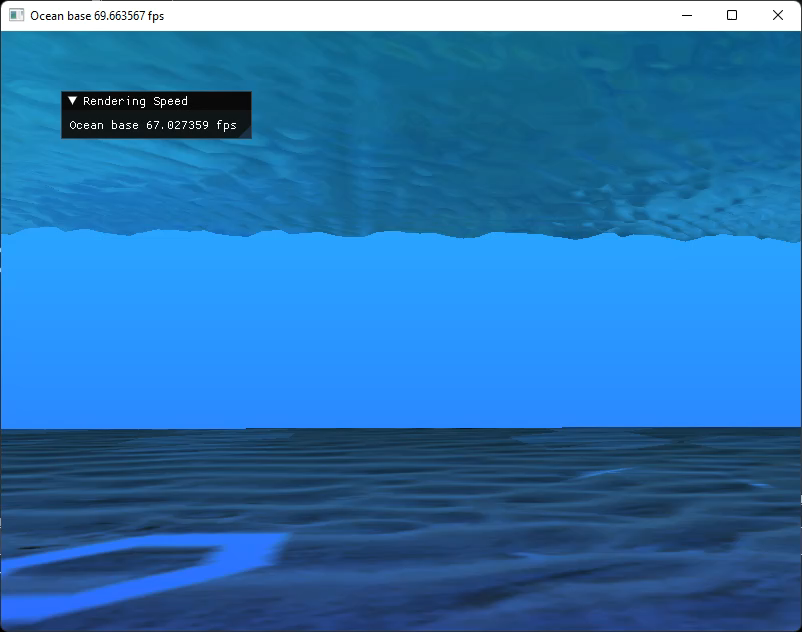 Ocean base 69.663567 fps
Rendering Speed
Ocean base 67.027359 fps